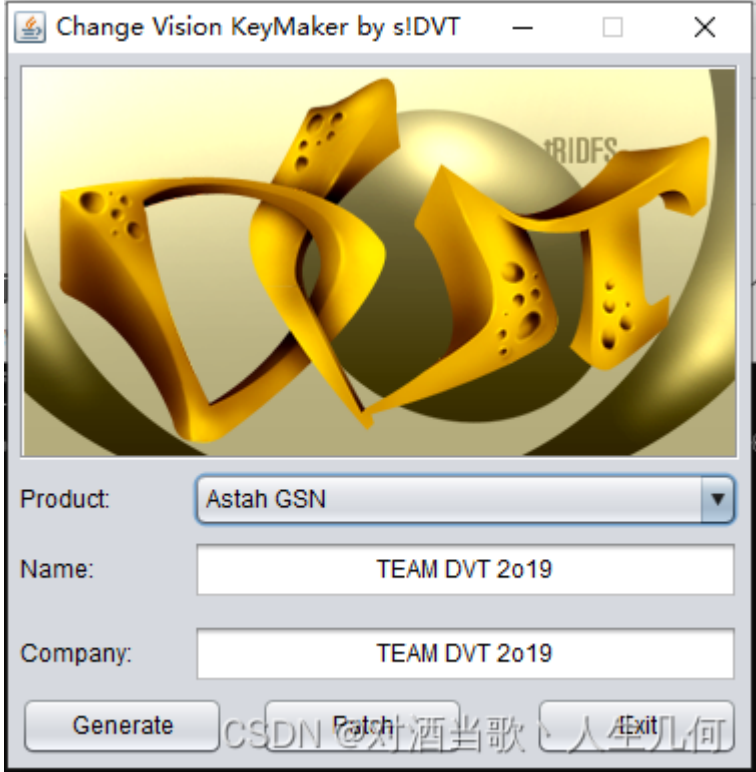 Change Vision KeyMaker by s!DVT
tRIDFS
DVT
Product: Astah GSN
Name: TEAM DVT 2o19
Company: TEAM DVT 2o19
Generate Patch Exit
CSDN @对酒当歌丶人生几何